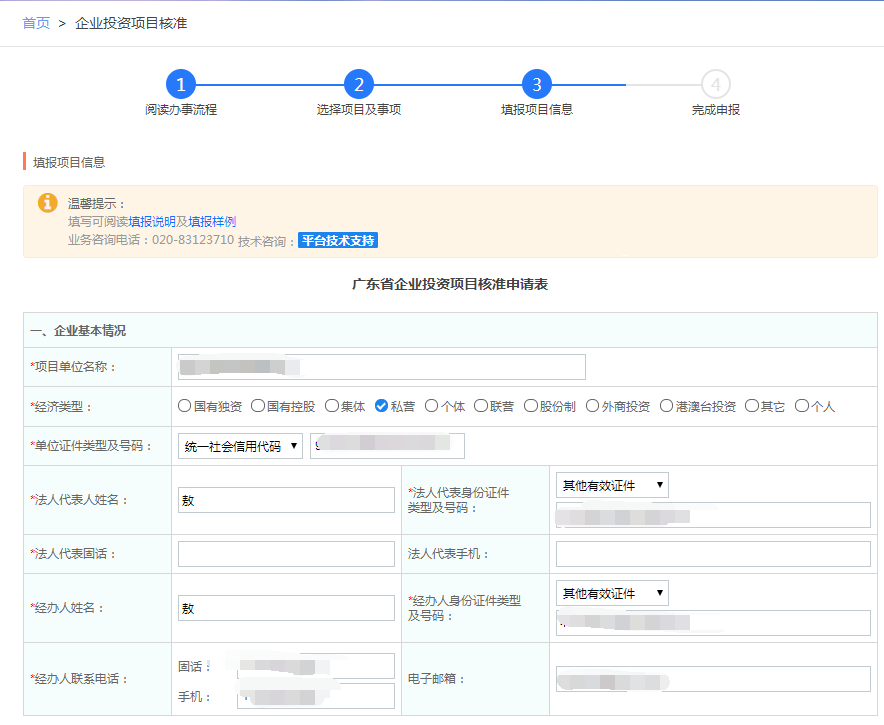 首页 > 企业投资项目核准
1 2 3 4
阅读办事流程 选择项目及事项 填报项目信息 完成申报
填报项目信息
温馨提示：
填写可阅读填报说明及填报样例
业务咨询电话：020-83123710 技术咨询：平台技术支持
广东省企业投资项目核准申请表
一、企业基本情况
*项目单位名称：
*经济类型： 国有独资 国有控股 集体 私营 个体 联营 股份制 外商投资 港澳台投资 其它 个人
*单位证件类型及号码： 统一社会信用代码
*法人代表人姓名： 敖 *法人代表身份证件
类型及号码： 其他有效证件
*法人代表固话： 法人代表手机：
*经办人姓名： 敖 *经办人身份证件类型
及号码： 其他有效证件
*经办人联系电话： 固话： 电子邮箱：
手机：